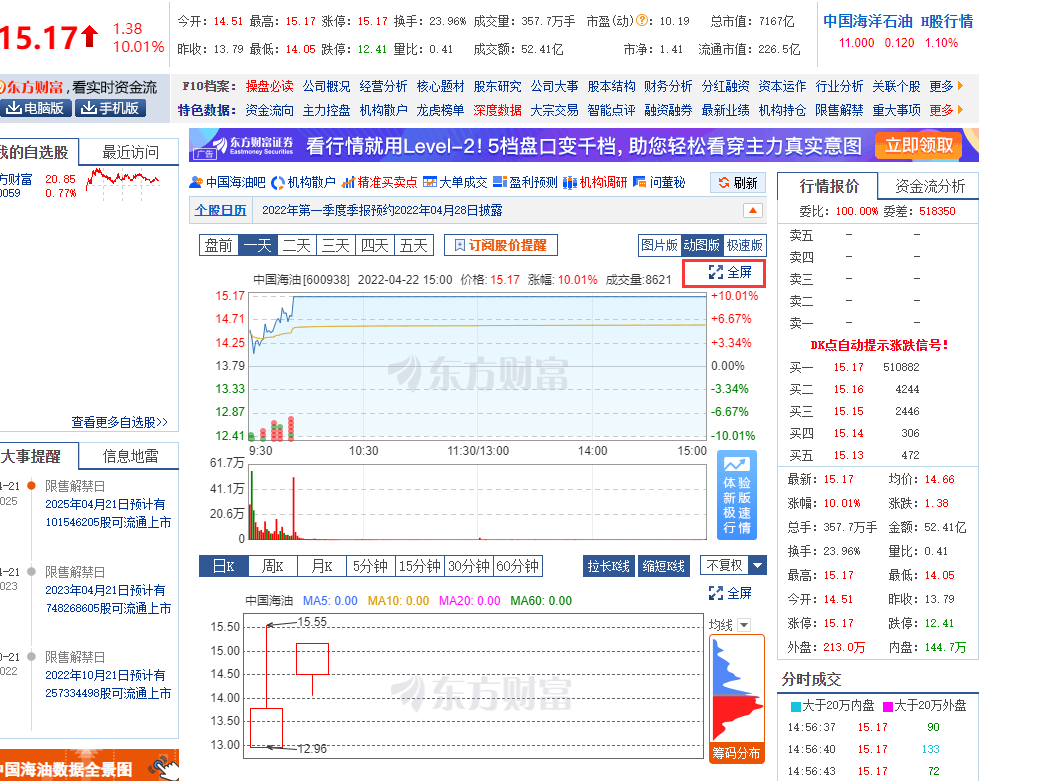 15.17 1.38 10.01%
今开: 14.51 最高: 15.17 涨停: 15.17 换手: 23.96% 成交量: 357.7万手 市盈(动)? : 10.19 总市值: 7167亿
昨收: 13.79 最低: 14.05 跌停: 12.41 量比: 0.41 成交额: 52.41亿 市净: 1.41 流通市值: 226.5亿
中国海洋石油 H股行情
11.000 0.120 1.10%
东方财富,看实时资金流
电脑版 手机版
F10档案: 操盘必读 公司概况 经营分析 核心题材 股东研究 公司大事 股本结构 财务分析 分红融资 资本运作 行业分析 关联个股 更多
特色数据: 资金流向 主力控盘 机构散户 龙虎榜单 深度数据 大宗交易 智能点评 融资融券 最新业绩 机构持仓 限售解禁 重大事项 更多
我的自选股 最近访问
方财富 20.85
0059 0.77%
查看更多自选股>>
广告 东方财富证券 Eastmoney Securities 看行情就用Level-2! 5档盘口变千档, 助您轻松看穿主力真实意图 立即领取
中国海油吧 机构散户 精准买卖点 大单成交 盈利预测 机构调研 问董秘 刷新
个股日历 2022年第一季度季报预约2022年04月28日披露
盘前 一天 二天 三天 四天 五天 订阅股价提醒 图片版 动图版 极速版
全屏
中国海油[600938] 2022-04-22 15:00 价格: 15.17 涨幅: 10.01% 成交量:8621
15.17 +10.01%
14.71 +6.67%
14.25 +3.34%
13.79 0.00%
东方财富
13.33 -3.34%
12.87 -6.67%
12.41 -10.01%
9:30 10:30 11:30/13:00 14:00 15:00
61.7万
41.1万
20.6万
0
体验
新版
极速
行情
日K 周K 月K 5分钟 15分钟 30分钟 60分钟 拉长K线 缩短K线 不复权
全屏
中国海油 MA5: 0.00 MA10: 0.00 MA20: 0.00 MA60: 0.00
均线
15.50 15.55
15.00
14.50
14.00
东方财富
13.50
13.00 12.96
筹码分布
大事提醒 信息地雷
4-21 限售解禁日
2025 2025年04月21日预计有
101546205股可流通上市
4-21 限售解禁日
2023 2023年04月21日预计有
748268605股可流通上市
0-21 限售解禁日
2022 2022年10月21日预计有
257334498股可流通上市
中国海油数据全景图
行情报价 资金流分析
委比: 100.00% 委差: 518350
卖五 — —
卖四 — —
卖三 — —
卖二 — —
卖一 — —
DK点自动提示涨跌信号!
买一 15.17 510882
买二 15.16 4244
买三 15.15 2446
买四 15.14 306
买五 15.13 472
最新: 15.17 均价: 14.66
涨幅: 10.01% 涨跌: 1.38
总手: 357.7万手 金额: 52.41亿
换手: 23.96% 量比: 0.41
最高: 15.17 最低: 14.05
今开: 14.51 昨收: 13.79
涨停: 15.17 跌停: 12.41
外盘: 213.0万 内盘: 144.7万
分时成交
大于20万内盘 大于20万外盘
14:56:37 15.17 90
14:56:40 15.17 133
14:56:43 15.17 72